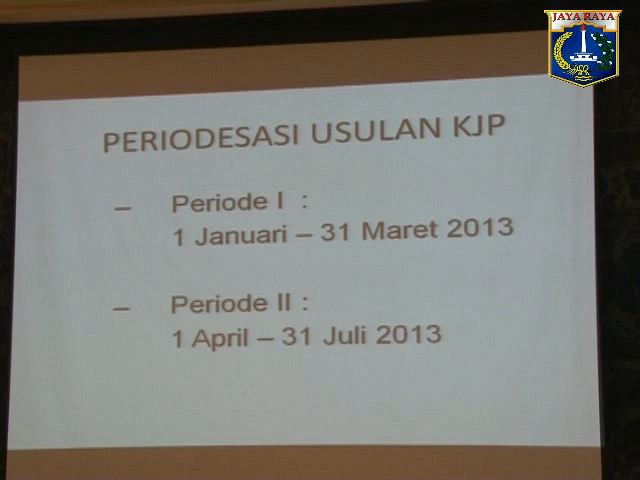 JAYA RAYA
PERIODESASI USULAN KJP
– Periode I :
1 Januari – 31 Maret 2013
– Periode II :
1 April – 31 Juli 2013